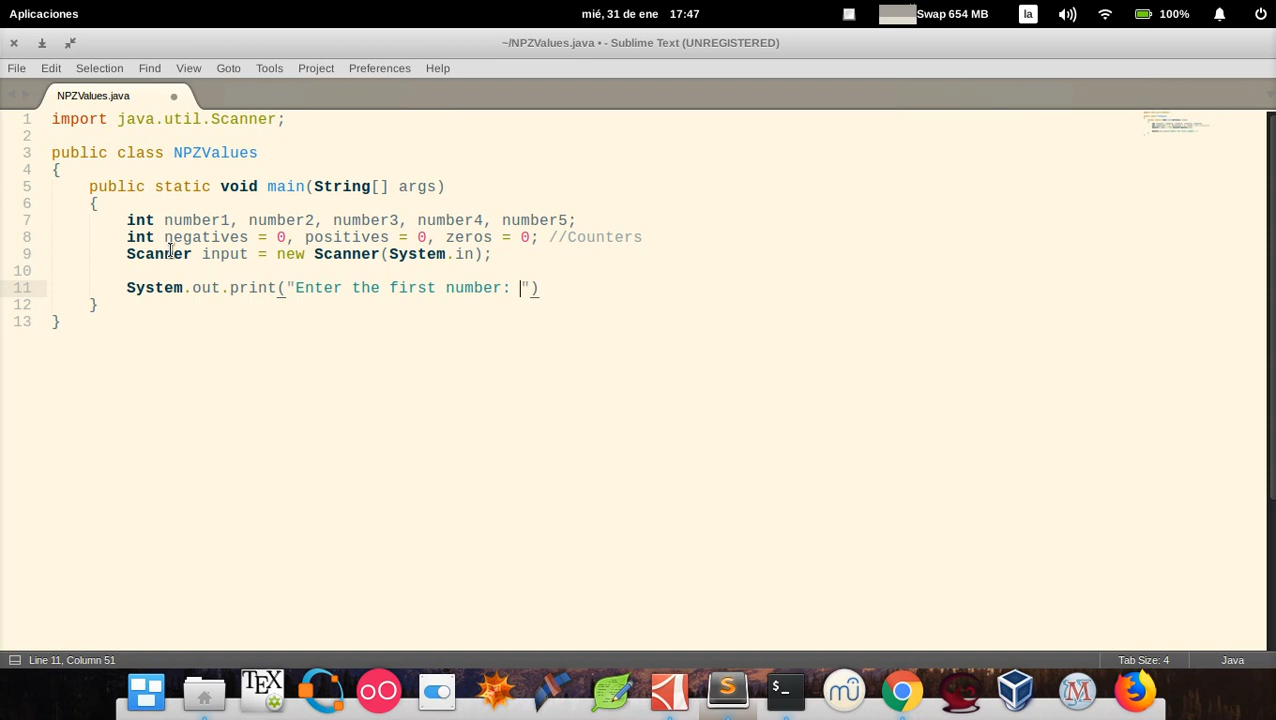 Aplicaciones mié, 31 de ene 17:47 Swap 654 MB la 100%
~/NPZValues.java • - Sublime Text (UNREGISTERED)
File Edit Selection Find View Goto Tools Project Preferences Help
NPZValues.java
1 import java.util.Scanner;
2
3 public class NPZValues
4 {
5 public static void main(String[] args)
6 {
7 int number1, number2, number3, number4, number5;
8 int negatives = 0, positives = 0, zeros = 0; //Counters
9 Scanner input = new Scanner(System.in);
10
11 System.out.print("Enter the first number: ")
12 }
13 }
Line 11, Column 51 Tab Size: 4 Java
TEX S >_ mu M